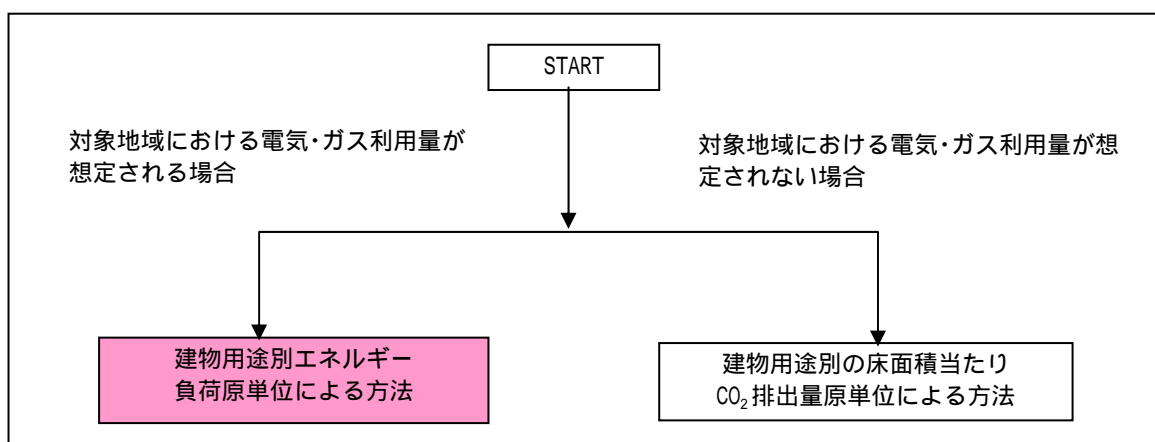 START
対象地域における電気・ガス利用量が
想定される場合
対象地域における電気・ガス利用量が想
定されない場合
建物用途別エネルギー
負荷原単位による方法
建物用途別の床面積当たり
CO₂排出量原単位による方法